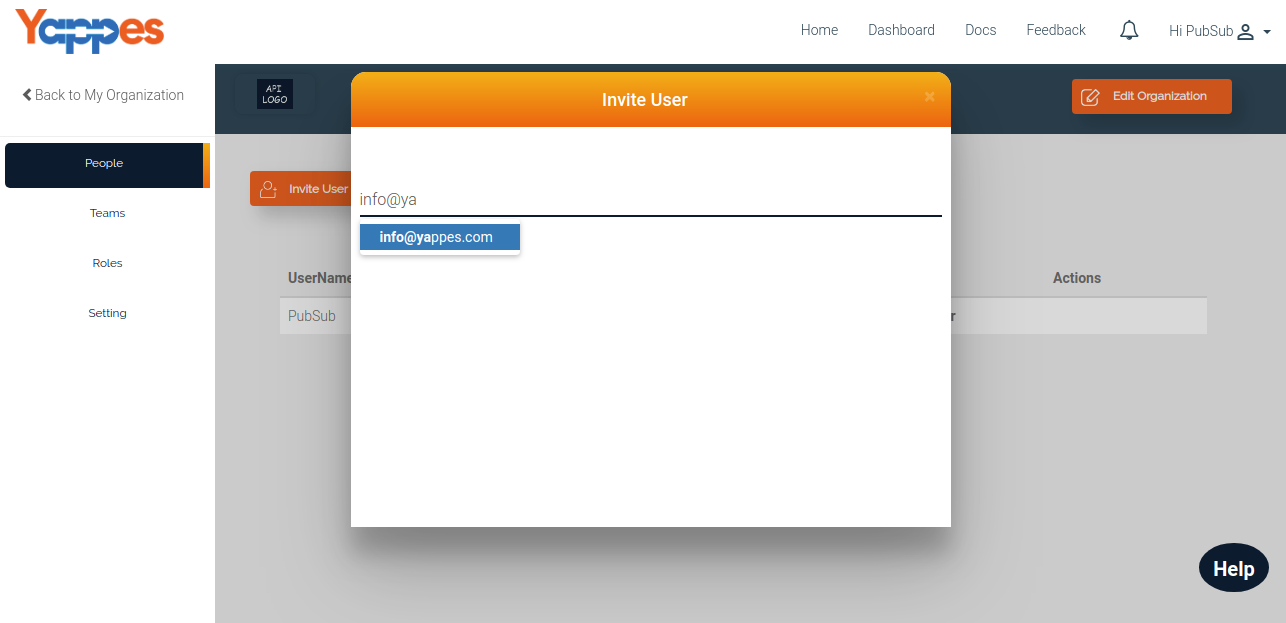 Yappes
Home Dashboard Docs Feedback Hi PubSub
Back to My Organization
API
LOGO
Invite User
×
Edit Organization
People
Teams
Roles
Setting
Invite User
info@ya
info@yappes.com
UserName Actions
PubSub r
Help